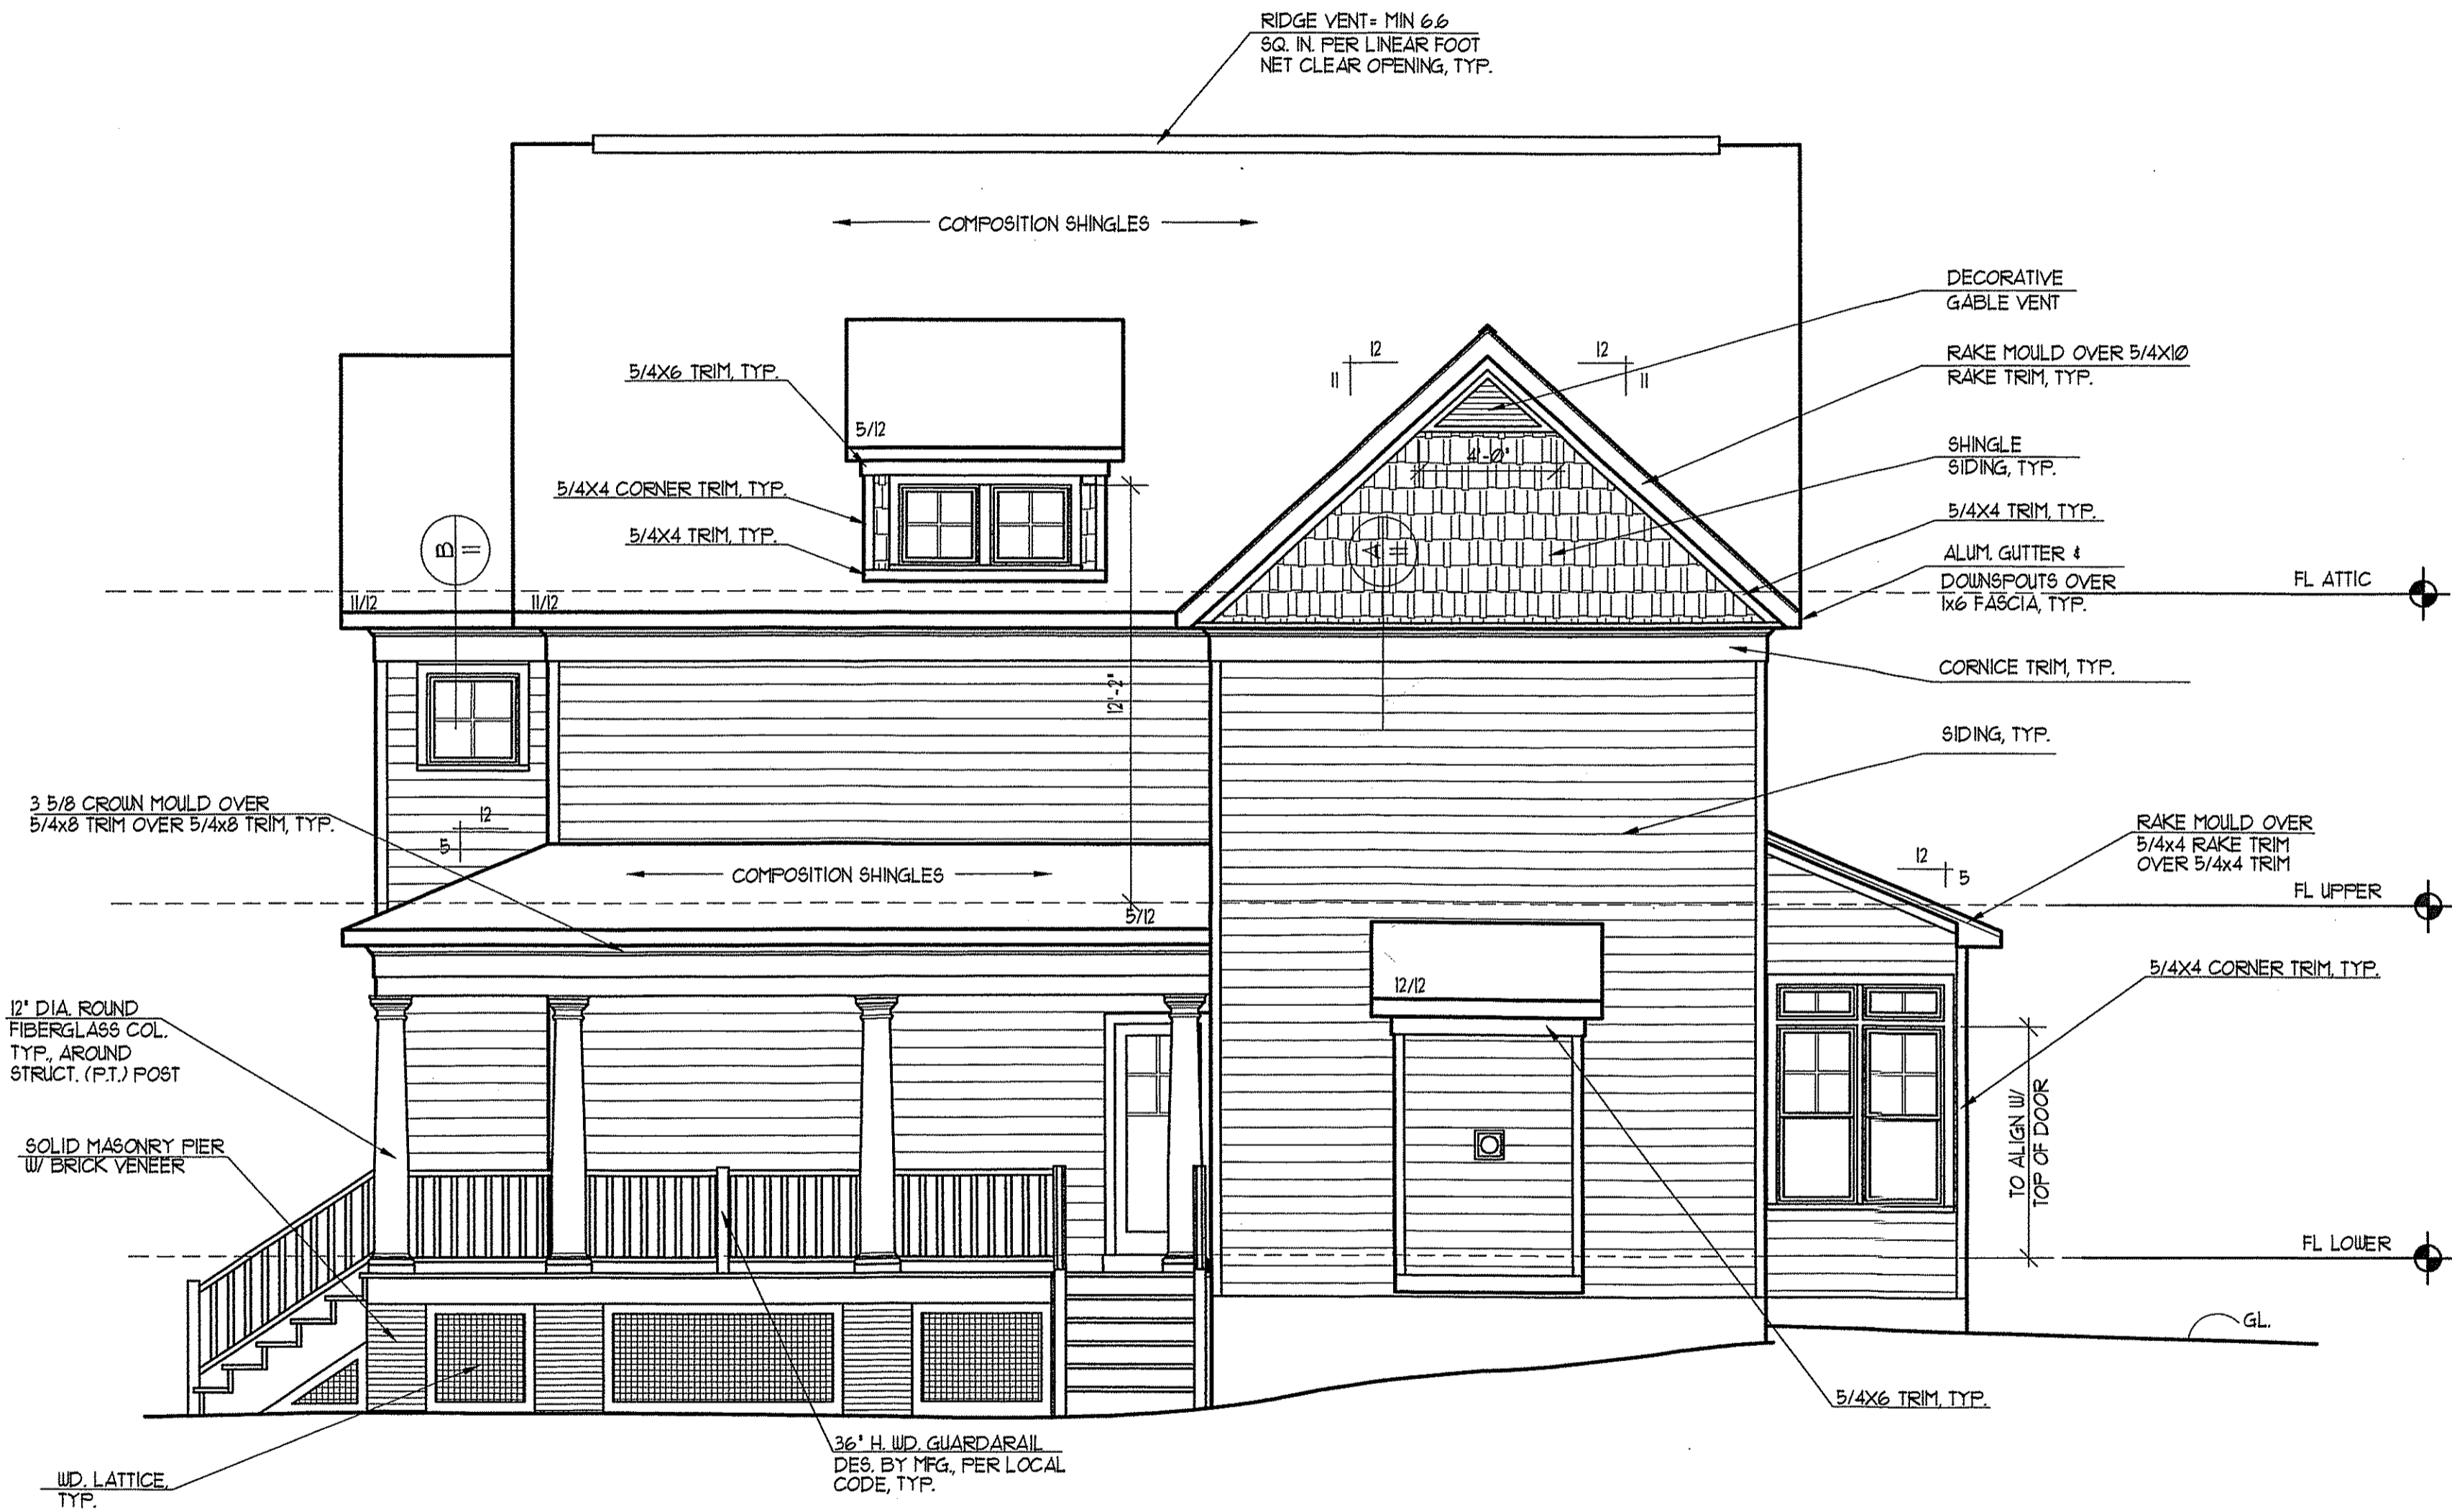 RIDGE VENT= MIN 6.6
SQ. IN. PER LINEAR FOOT
NET CLEAR OPENING, TYP.
COMPOSITION SHINGLES
DECORATIVE
GABLE VENT
12
11
12
11
RAKE MOULD OVER 5/4X10
RAKE TRIM, TYP.
5/4X6 TRIM, TYP.
5/12
SHINGLE
SIDING, TYP.
4'-0"
5/4X4 CORNER TRIM, TYP.
5/4X4 TRIM, TYP.
5/4X4 TRIM, TYP.
B
11
A
11
ALUM. GUTTER &
DOWNSPOUTS OVER
1x6 FASCIA, TYP.
FL ATTIC
11/12
11/12
CORNICE TRIM, TYP.
12'-2"
SIDING, TYP.
3 5/8 CROWN MOULD OVER
5/4x8 TRIM OVER 5/4x8 TRIM, TYP.
12
5
RAKE MOULD OVER
5/4x4 RAKE TRIM
OVER 5/4x4 TRIM
12
5
COMPOSITION SHINGLES
5/12
FL UPPER
5/4X4 CORNER TRIM, TYP.
12/12
12" DIA. ROUND
FIBERGLASS COL.
TYP., AROUND
STRUCT. (P.T.) POST
SOLID MASONRY PIER
W/ BRICK VENEER
TO ALIGN W/
TOP OF DOOR
FL LOWER
GL.
5/4X6 TRIM, TYP.
36" H. WD. GUARDARAIL
DES. BY MFG., PER LOCAL
CODE, TYP.
WD. LATTICE,
TYP.